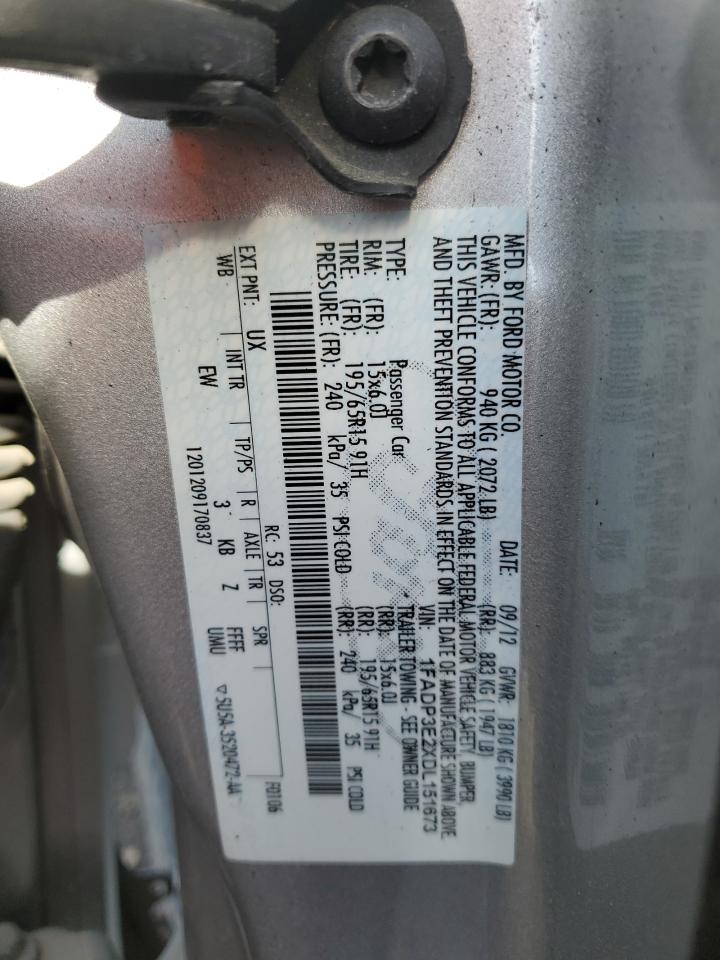 MFD. BY FORD MOTOR CO. DATE: 09/12 GVWR: 1810 KG ( 3990 LB)
GAWR: (FR): 940 KG ( 2072 LB) (RR): 883 KG ( 1947 LB)
THIS VEHICLE CONFORMS TO ALL APPLICABLE FEDERAL MOTOR VEHICLE SAFETY, BUMPER,
AND THEFT PREVENTION STANDARDS IN EFFECT ON THE DATE OF MANUFACTURE SHOWN ABOVE.
VIN: 1FADP3E2XDL151673
TYPE: Passenger Car TRAILER TOWING - SEE OWNER GUIDE
RIM: (FR): 15x6.0J (RR): 15x6.0J
TIRE: (FR): 195/65R15 91H (RR): 195/65R15 91H
PRESSURE: (FR): 240 kPa/ 35 PSI COLD (RR): 240 kPa/ 35 PSI COLD
RC: 53 DSO: F0106
EXT PNT: UX
WB INT TR TP/PS R AXLE TR SPR
EW 3 KB Z FFFF
UMU
1201209170837
SU5A-3520472-AA